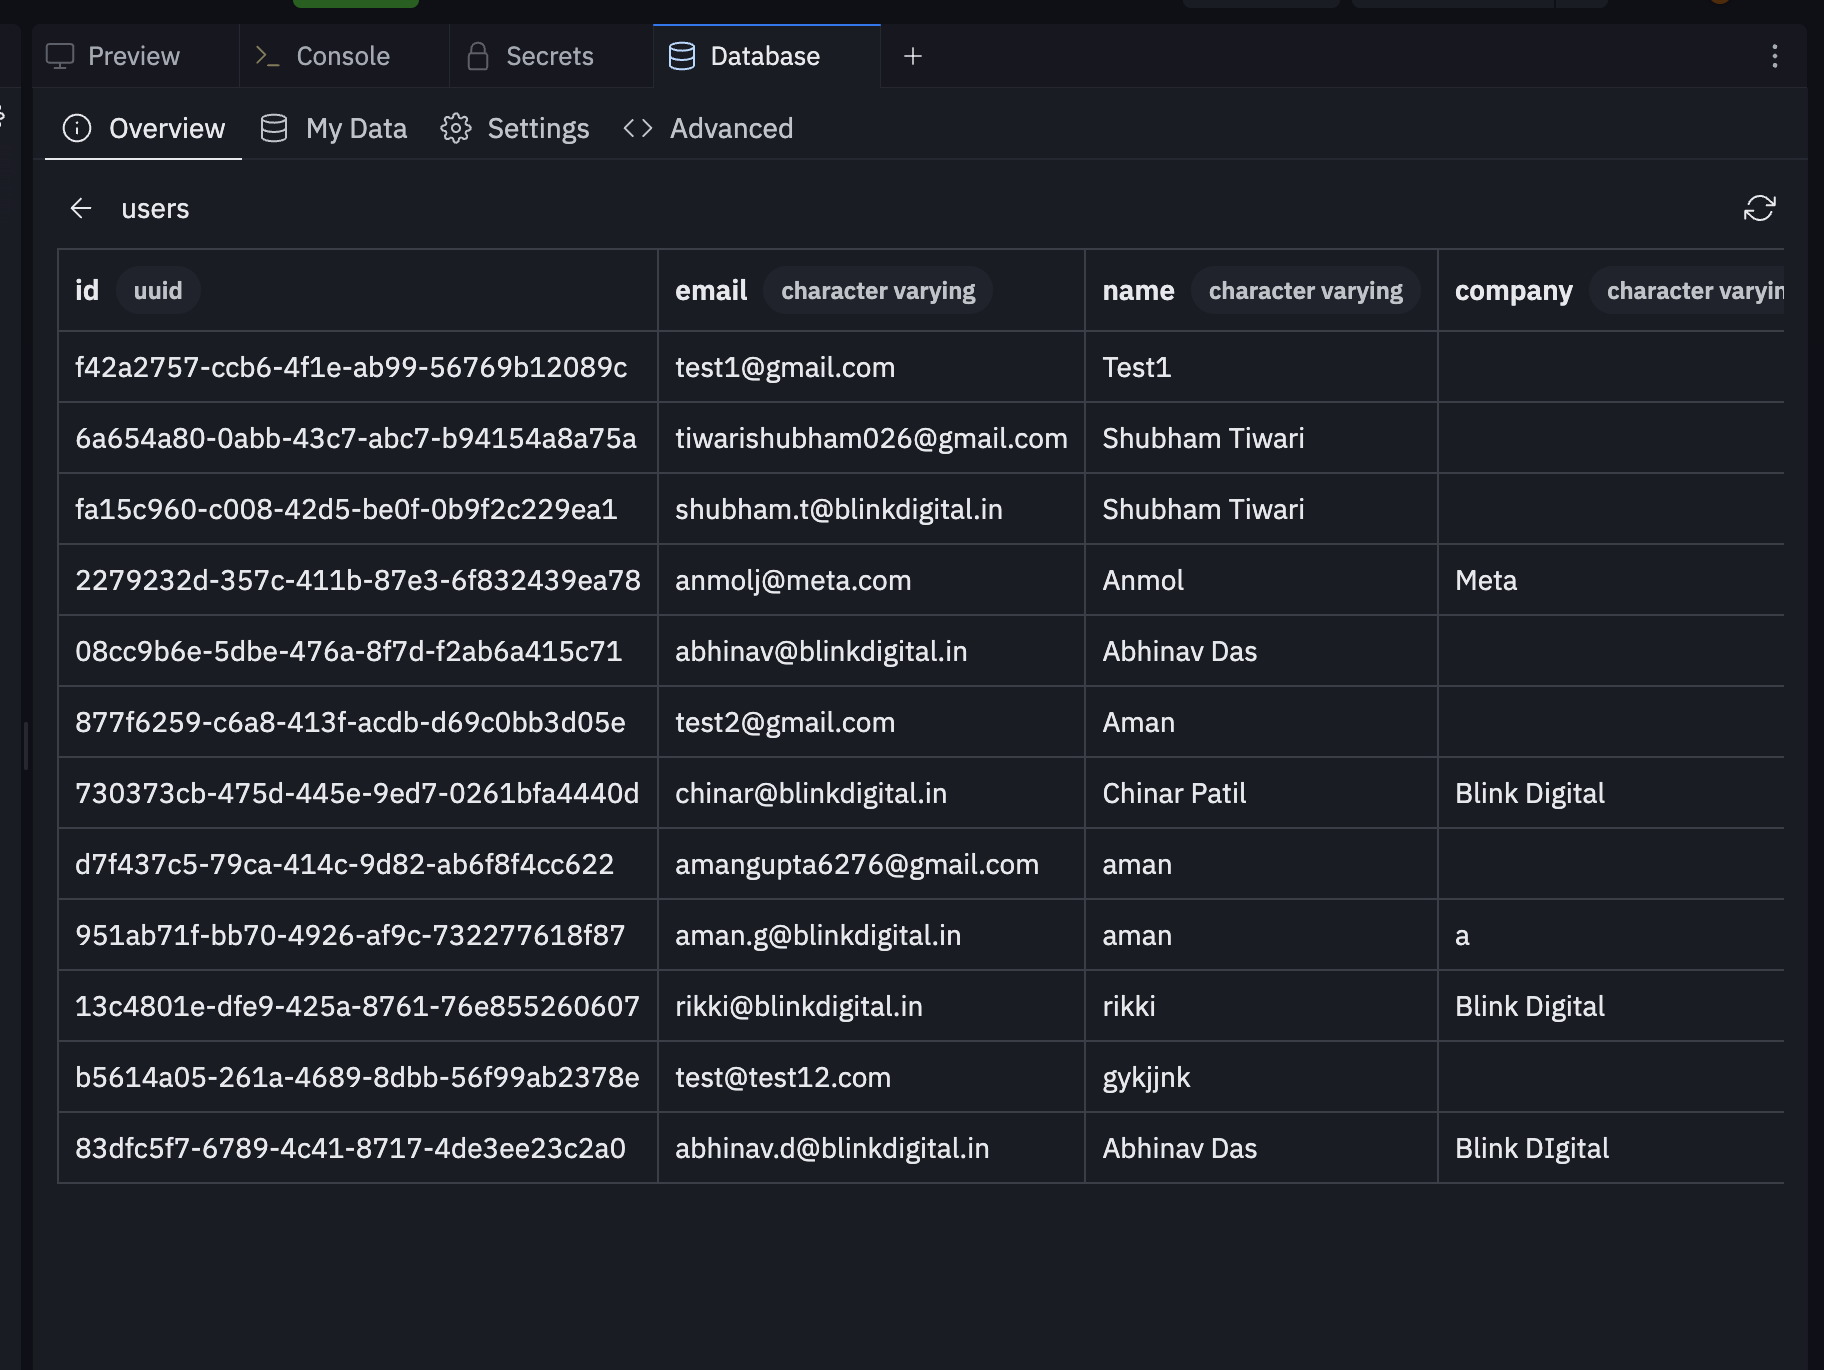 Preview Console Secrets Database
Overview My Data Settings Advanced
users
id uuid email character varying name character varying company character varyin
f42a2757-ccb6-4f1e-ab99-56769b12089c test1@gmail.com Test1
6a654a80-0abb-43c7-abc7-b94154a8a75a tiwarishubham026@gmail.com Shubham Tiwari
fa15c960-c008-42d5-be0f-0b9f2c229ea1 shubham.t@blinkdigital.in Shubham Tiwari
2279232d-357c-411b-87e3-6f832439ea78 anmolj@meta.com Anmol Meta
08cc9b6e-5dbe-476a-8f7d-f2ab6a415c71 abhinav@blinkdigital.in Abhinav Das
877f6259-c6a8-413f-acdb-d69c0bb3d05e test2@gmail.com Aman
730373cb-475d-445e-9ed7-0261bfa4440d chinar@blinkdigital.in Chinar Patil Blink Digital
d7f437c5-79ca-414c-9d82-ab6f8f4cc622 amangupta6276@gmail.com aman
951ab71f-bb70-4926-af9c-732277618f87 aman.g@blinkdigital.in aman a
13c4801e-dfe9-425a-8761-76e855260607 rikki@blinkdigital.in rikki Blink Digital
b5614a05-261a-4689-8dbb-56f99ab2378e test@test12.com gykjjnk
83dfc5f7-6789-4c41-8717-4de3ee23c2a0 abhinav.d@blinkdigital.in Abhinav Das Blink DIgital